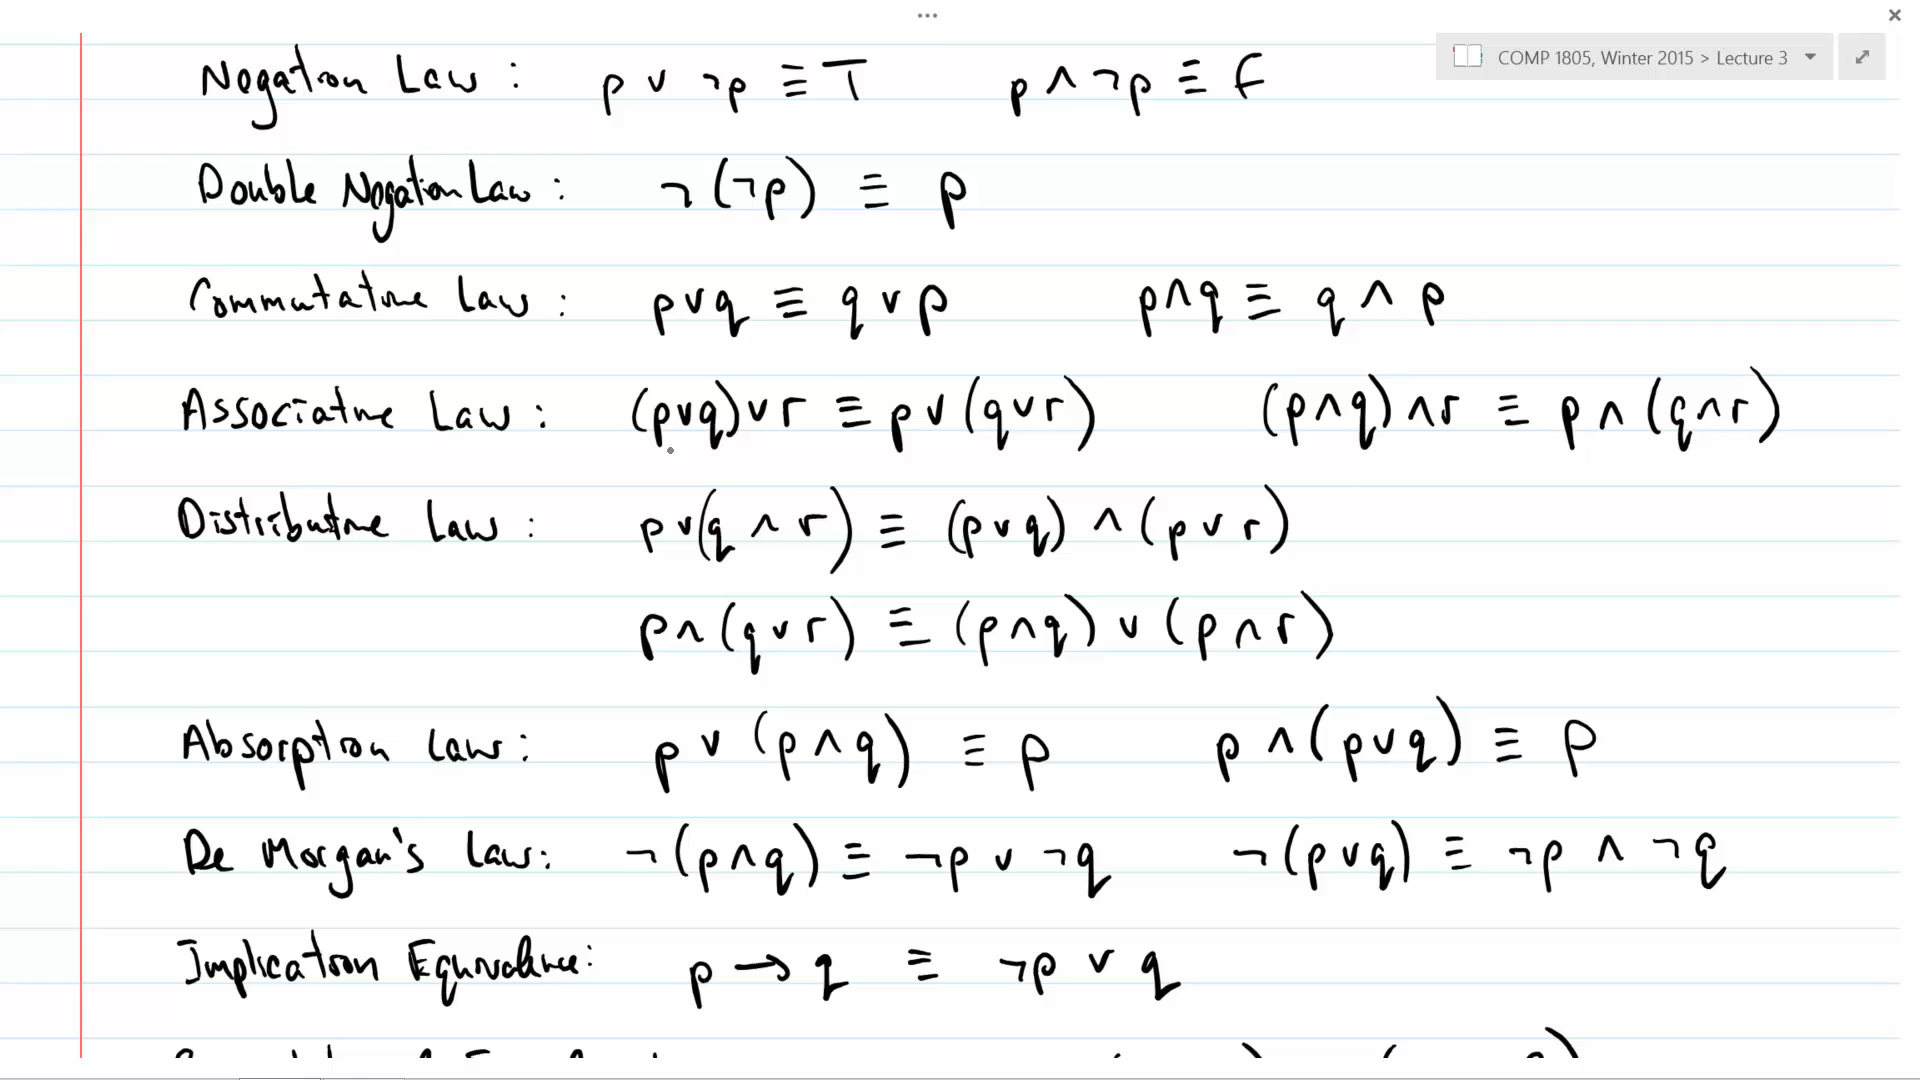 ...
COMP 1805, Winter 2015 > Lecture 3
Negation Law : p ∨ ¬p ≡ T p ∧ ¬p ≡ F
Double Negation Law : ¬(¬p) ≡ p
Commutative Law : p∨q ≡ q ∨ p p∧q ≡ q ∧ p
Associative Law : (p∨q)∨r ≡ p∨(q∨r) (p∧q)∧r ≡ p∧(q∧r)
Distributive Law : p∨(q ∧ r) ≡ (p∨q) ∧ (p∨r)
p∧(q∨r) ≡ (p∧q) ∨ (p∧r)
Absorption Law : p ∨ (p∧q) ≡ p p ∧ (p∨q) ≡ p
De Morgan's Law : ¬(p∧q) ≡ ¬p ∨ ¬q ¬(p∨q) ≡ ¬p ∧ ¬q
Implication Equivalence : p → q ≡ ¬p ∨ q